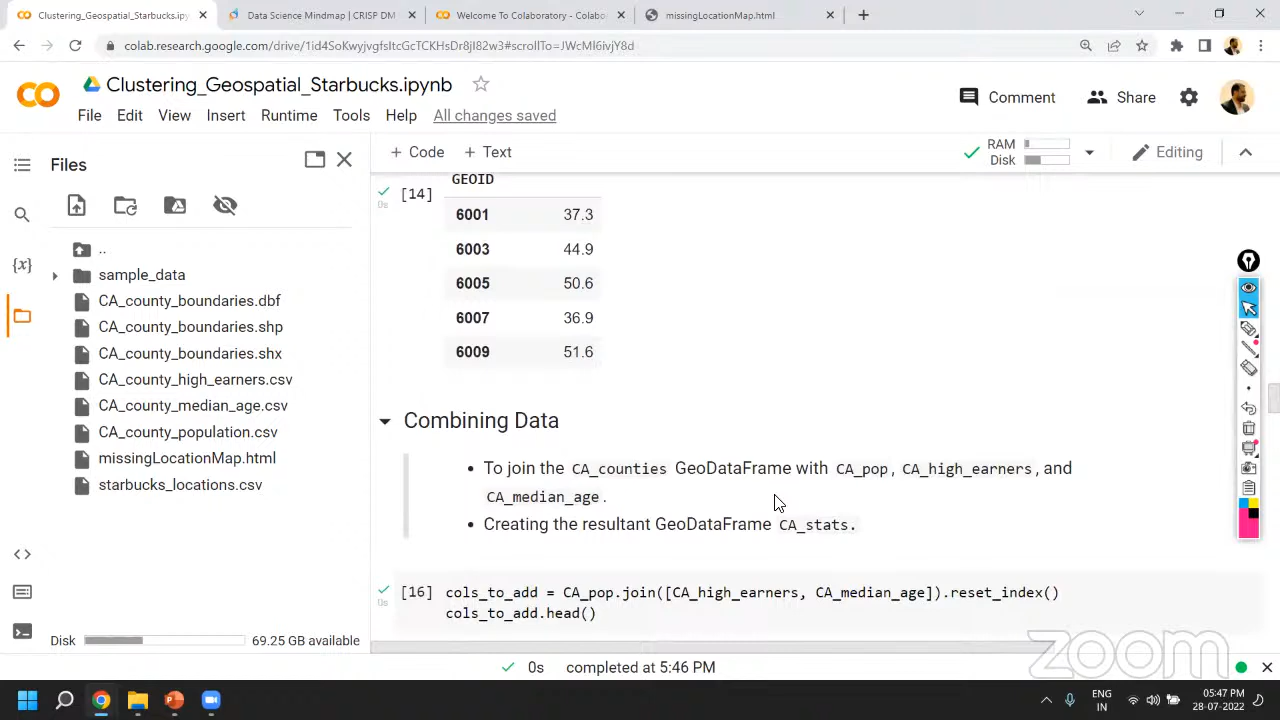 Clustering_Geospatial_Starbucks.ipyn
Data Science Mindmap ( CRISP DM
Welcome To Colaboratory - Colabo
missingLocationMap.html
colab.research.google.com/drive/1id4SoKwyjvgfsItcGcTCKHsDr8jI82w3#scrollTo=JWcMl6ivjY8d
CO
Clustering_Geospatial_Starbucks.ipynb
Comment
Share
File Edit View Insert Runtime Tools Help All changes saved
Files
+ Code + Text
RAM
Disk
Editing
..
sample_data
CA_county_boundaries.dbf
CA_county_boundaries.shp
CA_county_boundaries.shx
CA_county_high_earners.csv
CA_county_median_age.csv
CA_county_population.csv
missingLocationMap.html
starbucks_locations.csv
{x}
Disk
69.25 GB available
0s
[14]
GEOID
6001 37.3
6003 44.9
6005 50.6
6007 36.9
6009 51.6
Combining Data
• To join the CA_counties GeoDataFrame with CA_pop, CA_high_earners, and
CA_median_age.
• Creating the resultant GeoDataFrame CA_stats.
0s
[16] cols_to_add = CA_pop.join([CA_high_earners, CA_median_age]).reset_index()
cols_to_add.head()
0s completed at 5:46 PM
zoom
ENG
IN
05:47 PM
28-07-2022